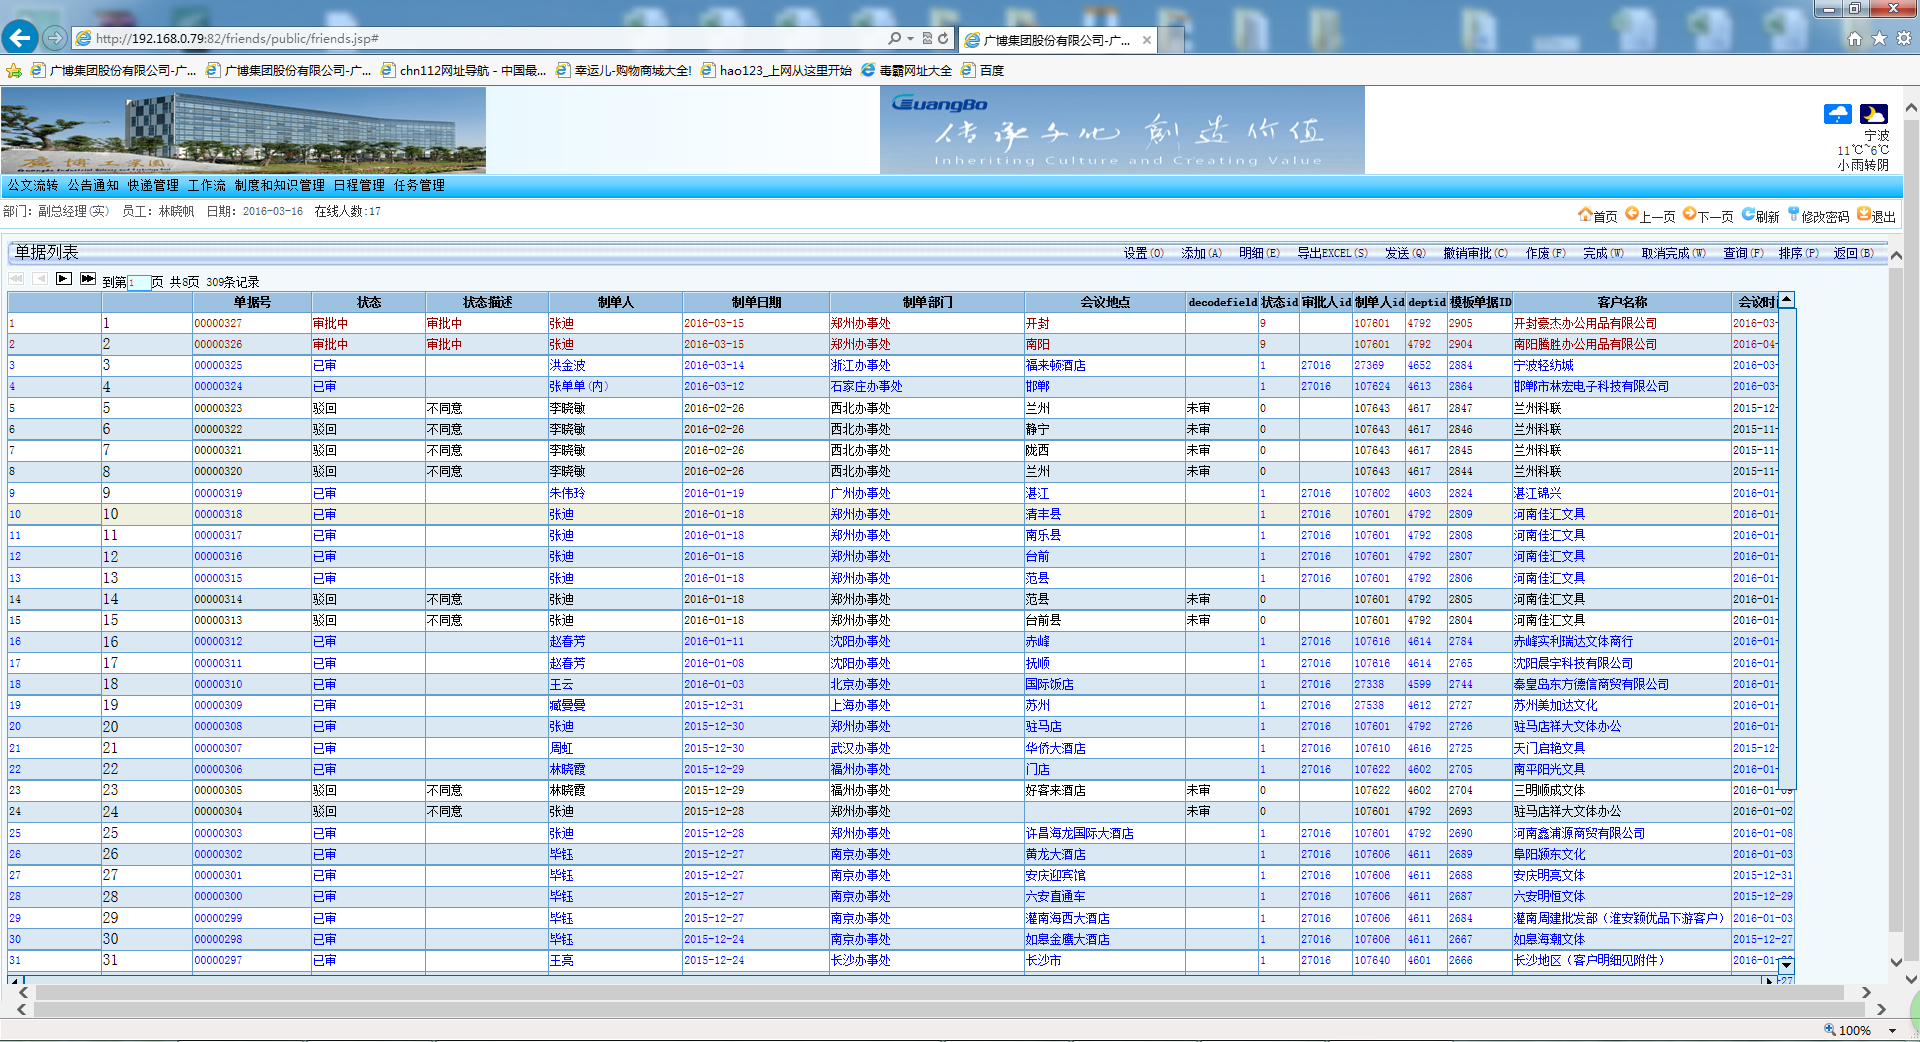 http://192.168.0.79:82/friends/public/friends.jsp#
广博集团股份有限公司-广...
广博集团股份有限公司-广... 广博集团股份有限公司-广... chn112网址导航 - 中国最... 幸运儿-购物商城大全! hao123_上网从这里开始 毒霸网址大全 百度
GuangBo
传承文化 创造价值
Inheriting Culture and Creating Value
宁波
11℃~6℃
小雨转阴
公文流转 公告通知 快递管理 工作流 制度和知识管理 日程管理 任务管理
部门: 副总经理(实) 员工: 林晓帆 日期: 2016-03-16 在线人数:17
首页 上一页 下一页 刷新 修改密码 退出
单据列表
设置(O) 添加(A) 明细(E) 导出EXCEL(S) 发送(Q) 撤销审批(C) 作废(F) 完成(W) 取消完成(W) 查询(F) 排序(P) 返回(B)
到第1页 共8页 309条记录
单据号 状态 状态描述 制单人 制单日期 制单部门 会议地点 decodefield 状态id 审批人id 制单人id deptid 模板单据ID 客户名称 会议时
1 1 00000327 审批中 审批中 张迪 2016-03-15 郑州办事处 开封 9 107601 4792 2905 开封豪杰办公用品有限公司 2016-03-
2 2 00000326 审批中 审批中 张迪 2016-03-15 郑州办事处 南阳 9 107601 4792 2904 南阳腾胜办公用品有限公司 2016-04-
3 3 00000325 已审 洪金波 2016-03-14 浙江办事处 福来顿酒店 1 27016 27369 4652 2884 宁波轻纺城 2016-03-
4 4 00000324 已审 张单单(内) 2016-03-12 石家庄办事处 邯郸 1 27016 107624 4613 2864 邯郸市林宏电子科技有限公司 2016-03-
5 5 00000323 驳回 不同意 李晓敏 2016-02-26 西北办事处 兰州 未审 0 107643 4617 2847 兰州科联 2015-12-
6 6 00000322 驳回 不同意 李晓敏 2016-02-26 西北办事处 静宁 未审 0 107643 4617 2846 兰州科联 2015-11-
7 7 00000321 驳回 不同意 李晓敏 2016-02-26 西北办事处 陇西 未审 0 107643 4617 2845 兰州科联 2015-11-
8 8 00000320 驳回 不同意 李晓敏 2016-02-26 西北办事处 兰州 未审 0 107643 4617 2844 兰州科联 2015-11-
9 9 00000319 已审 朱伟玲 2016-01-19 广州办事处 湛江 1 27016 107602 4603 2824 湛江锦兴 2016-01-
10 10 00000318 已审 张迪 2016-01-18 郑州办事处 清丰县 1 27016 107601 4792 2809 河南佳汇文具 2016-01-
11 11 00000317 已审 张迪 2016-01-18 郑州办事处 南乐县 1 27016 107601 4792 2808 河南佳汇文具 2016-01-
12 12 00000316 已审 张迪 2016-01-18 郑州办事处 台前 1 27016 107601 4792 2807 河南佳汇文具 2016-01-
13 13 00000315 已审 张迪 2016-01-18 郑州办事处 范县 1 27016 107601 4792 2806 河南佳汇文具 2016-01-
14 14 00000314 驳回 不同意 张迪 2016-01-18 郑州办事处 范县 未审 0 107601 4792 2805 河南佳汇文具 2016-01-
15 15 00000313 驳回 不同意 张迪 2016-01-18 郑州办事处 台前县 未审 0 107601 4792 2804 河南佳汇文具 2016-01-
16 16 00000312 已审 赵春芳 2016-01-11 沈阳办事处 赤峰 1 27016 107616 4614 2784 赤峰实利瑞达文体商行 2016-01-
17 17 00000311 已审 赵春芳 2016-01-08 沈阳办事处 抚顺 1 27016 107616 4614 2765 沈阳晨宇科技有限公司 2016-01-
18 18 00000310 已审 王云 2016-01-03 北京办事处 国际饭店 1 27016 27338 4599 2744 秦皇岛东方德信商贸有限公司 2016-01-
19 19 00000309 已审 臧曼曼 2015-12-31 上海办事处 苏州 1 27016 27538 4612 2727 苏州美加达文化 2016-01-
20 20 00000308 已审 张迪 2015-12-30 郑州办事处 驻马店 1 27016 107601 4792 2726 驻马店祥大文体办公 2016-01-
21 21 00000307 已审 周虹 2015-12-30 武汉办事处 华侨大酒店 1 27016 107610 4616 2725 天门启艳文具 2015-12-
22 22 00000306 已审 林晓霞 2015-12-29 福州办事处 门店 1 27016 107622 4602 2705 南平阳光文具 2016-01-
23 23 00000305 驳回 不同意 林晓霞 2015-12-29 福州办事处 好客来酒店 未审 0 107622 4602 2704 三明顺成文体 2016-01-09
24 24 00000304 驳回 不同意 张迪 2015-12-28 郑州办事处 未审 0 107601 4792 2693 驻马店祥大文体办公 2016-01-02
25 25 00000303 已审 张迪 2015-12-28 郑州办事处 许昌海龙国际大酒店 1 27016 107601 4792 2690 河南鑫浦源商贸有限公司 2016-01-08
26 26 00000302 已审 毕钰 2015-12-27 南京办事处 黄龙大酒店 1 27016 107606 4611 2689 阜阳颍东文化 2016-01-03
27 27 00000301 已审 毕钰 2015-12-27 南京办事处 安庆迎宾馆 1 27016 107606 4611 2688 安庆明亮文体 2015-12-31
28 28 00000300 已审 毕钰 2015-12-27 南京办事处 六安直通车 1 27016 107606 4611 2687 六安明恒文体 2015-12-29
29 29 00000299 已审 毕钰 2015-12-27 南京办事处 灌南海西大酒店 1 27016 107606 4611 2684 灌南周建批发部（淮安颖优品下游客户） 2016-01-03
30 30 00000298 已审 毕钰 2015-12-24 南京办事处 如皋金鹰大酒店 1 27016 107606 4611 2667 如皋海潮文体 2015-12-27
31 31 00000297 已审 王亮 2015-12-24 长沙办事处 长沙市 1 27016 107640 4601 2666 长沙地区（客户明细见附件） 2016-01-
-27
100%